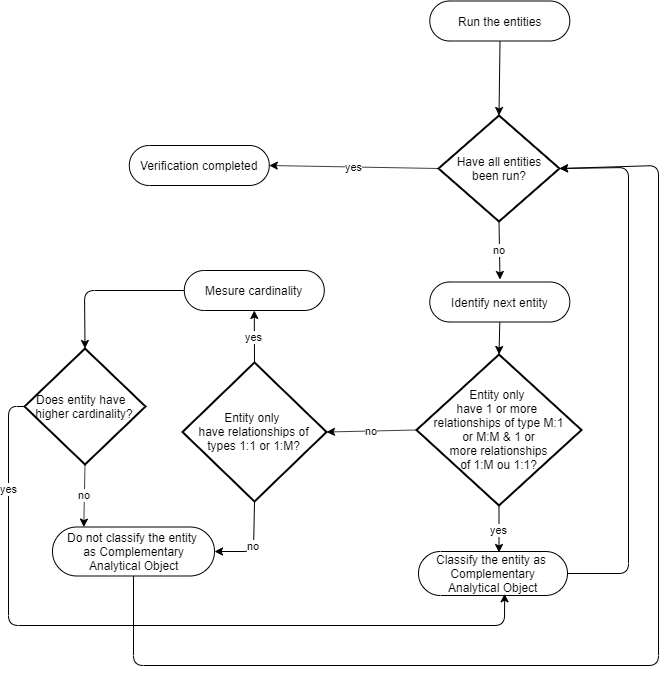 Run the entities
Have all entities
been run?
yes
Verification completed
no
Identify next entity
Mesure cardinality
yes
Entity only
have 1 or more
relationships of type M:1
or M:M & 1 or
more relationships
of 1:M ou 1:1?
no
Entity only
have relationships of
types 1:1 or 1:M?
Does entity have
higher cardinality?
yes
no
no
yes
Do not classify the entity
as Complementary
Analytical Object
Classify the entity as
Complementary
Analytical Object